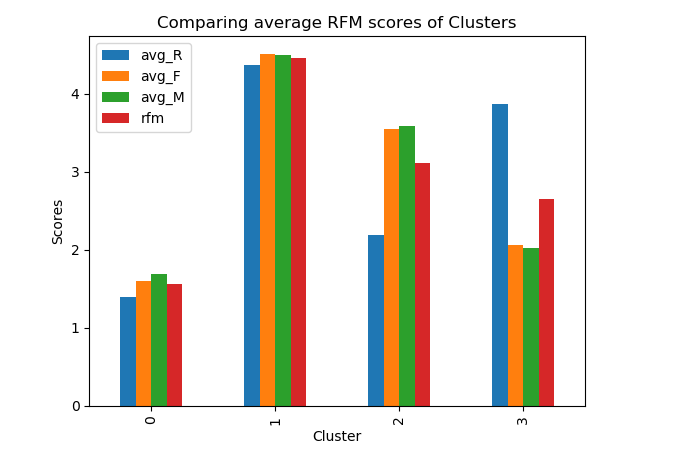 Comparing average RFM scores of Clusters
avg_R
avg_F
avg_M
rfm
4
3
2
1
0
Scores
0
1
2
3
Cluster